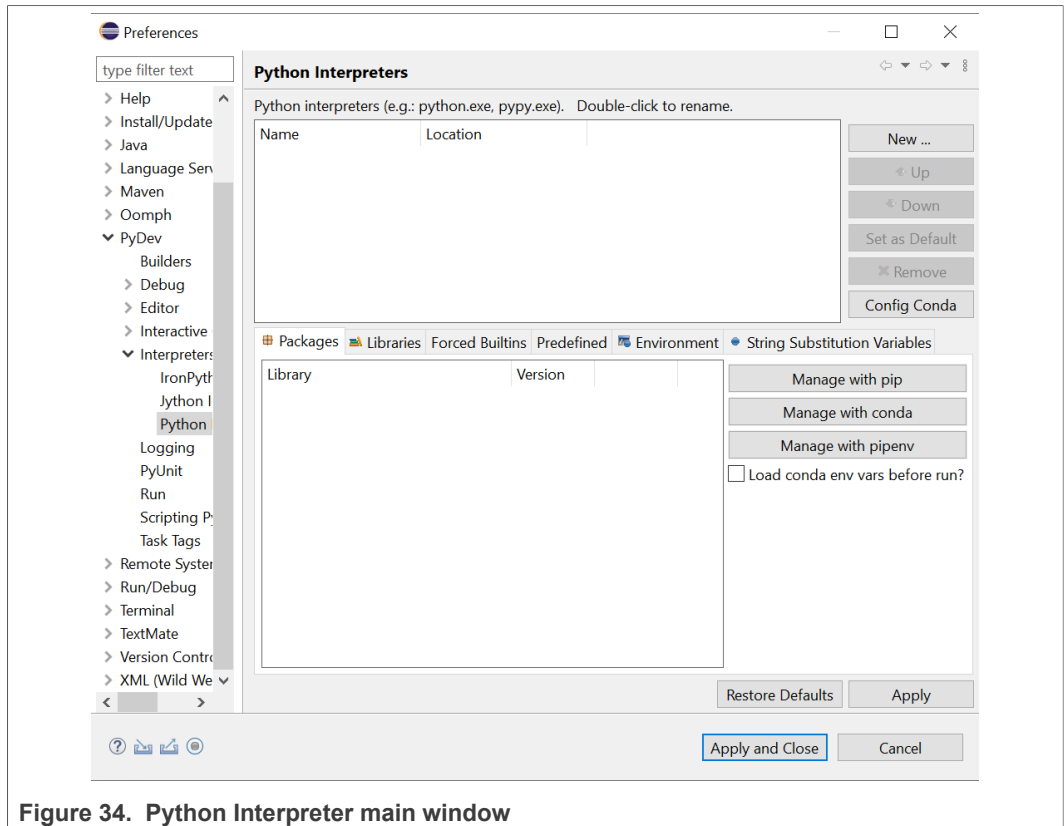 Preferences
type filter text
Python Interpreters
Help
Install/Update
Java
Language Serv
Maven
Oomph
PyDev
Builders
Debug
Editor
Interactive
Interpreters
IronPyth
Jython I
Python
Logging
PyUnit
Run
Scripting Py
Task Tags
Remote System
Run/Debug
Terminal
TextMate
Version Contro
XML (Wild We
Python interpreters (e.g.: python.exe, pypy.exe).   Double-click to rename.
Name Location
New ...
Up
Down
Set as Default
Remove
Config Conda
Packages Libraries Forced Builtins Predefined Environment String Substitution Variables
Library Version
Manage with pip
Manage with conda
Manage with pipenv
Load conda env vars before run?
Restore Defaults Apply
Apply and Close Cancel
Figure 34. Python Interpreter main window